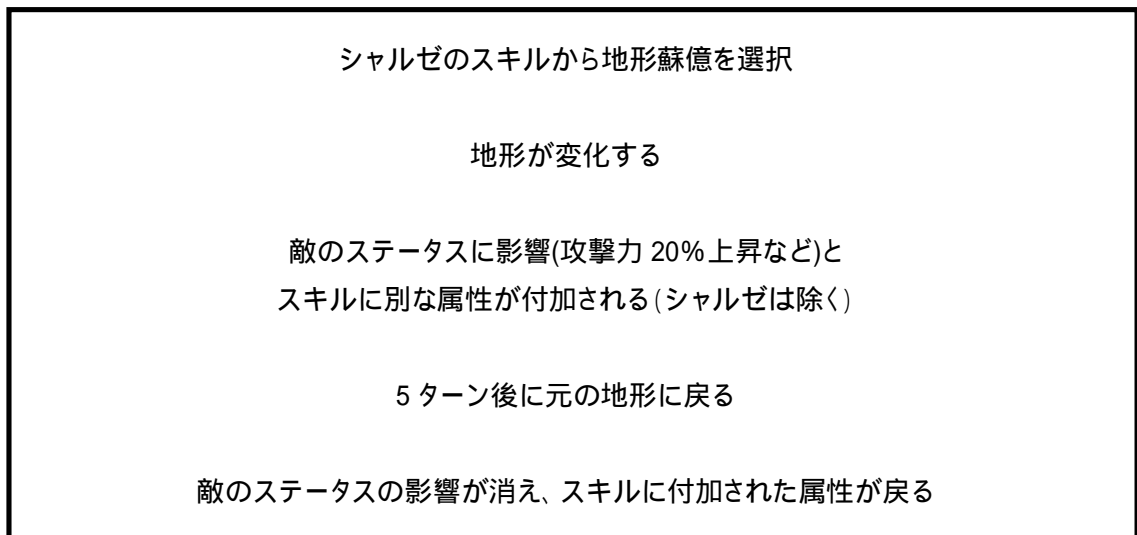 シャルゼのスキルから地形蘇億を選択
地形が変化する
敵のステータスに影響(攻撃力 20%上昇など)と
スキルに別な属性が付加される(シャルゼは除く)
5 ターン後に元の地形に戻る
敵のステータスの影響が消え、スキルに付加された属性が戻る